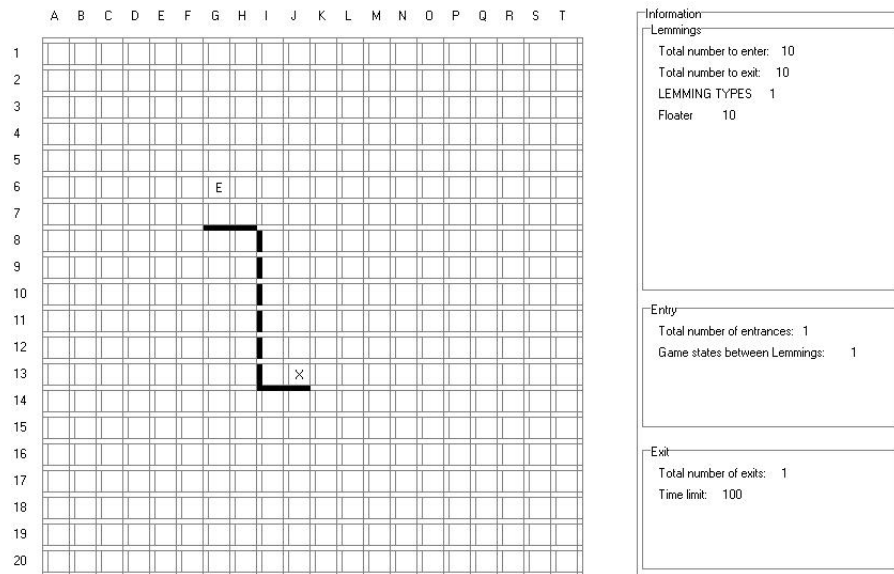 A B C D E F G H I J K L M N O P Q R S T
1
2
3
4
5
6
E
7
8
9
10
11
12
13
X
14
15
16
17
18
19
20
Information
Lemmings
Total number to enter: 10
Total number to exit: 10
LEMMING TYPES 1
Floater 10
Entry
Total number of entrances: 1
Game states between Lemmings: 1
Exit
Total number of exits: 1
Time limit: 100